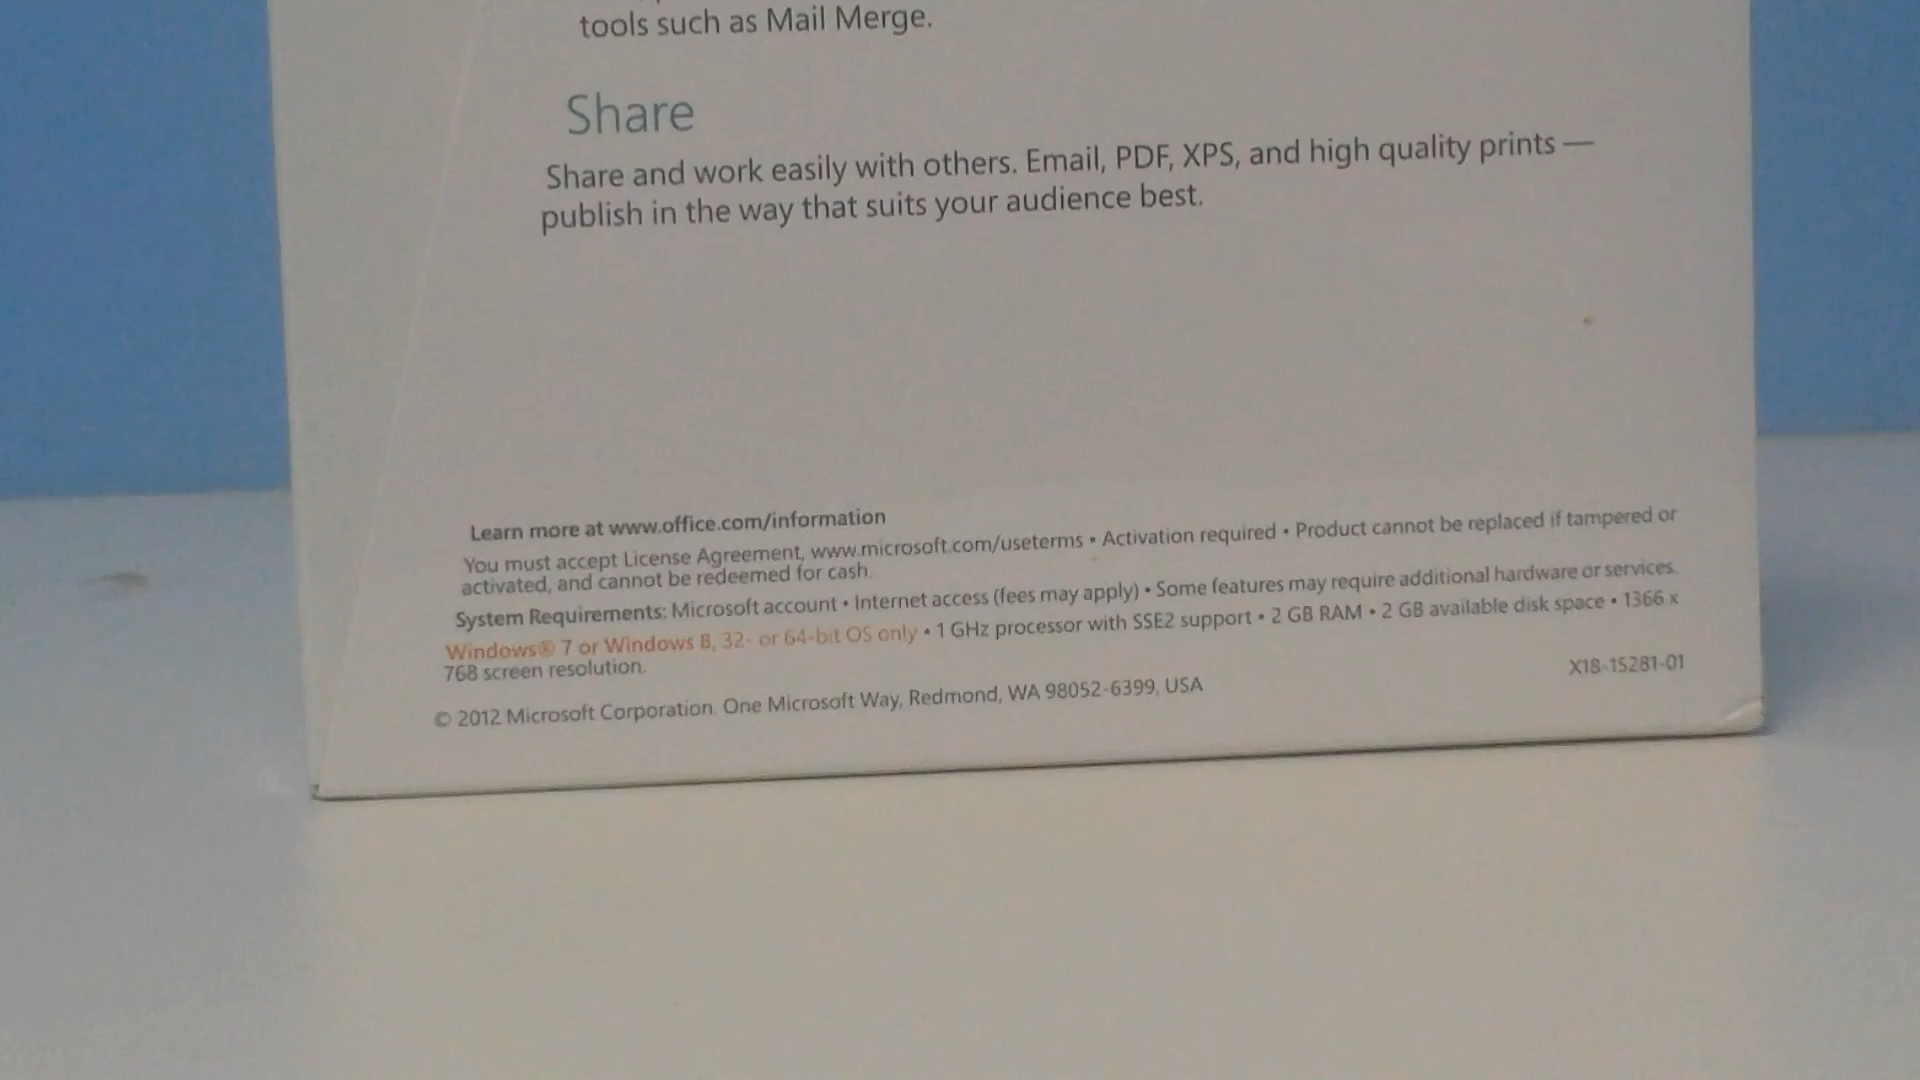 tools such as Mail Merge.
Share
Share and work easily with others. Email, PDF, XPS, and high quality prints —
publish in the way that suits your audience best.
Learn more at www.office.com/information
You must accept License Agreement, www.microsoft.com/useterms • Activation required • Product cannot be replaced if tampered or
activated, and cannot be redeemed for cash.
System Requirements: Microsoft account • Internet access (fees may apply) • Some features may require additional hardware or services.
Windows® 7 or Windows 8, 32- or 64-bit OS only • 1 GHz processor with SSE2 support • 2 GB RAM • 2 GB available disk space • 1366 x
768 screen resolution.
X18-15281-01
© 2012 Microsoft Corporation. One Microsoft Way, Redmond, WA 98052-6399, USA